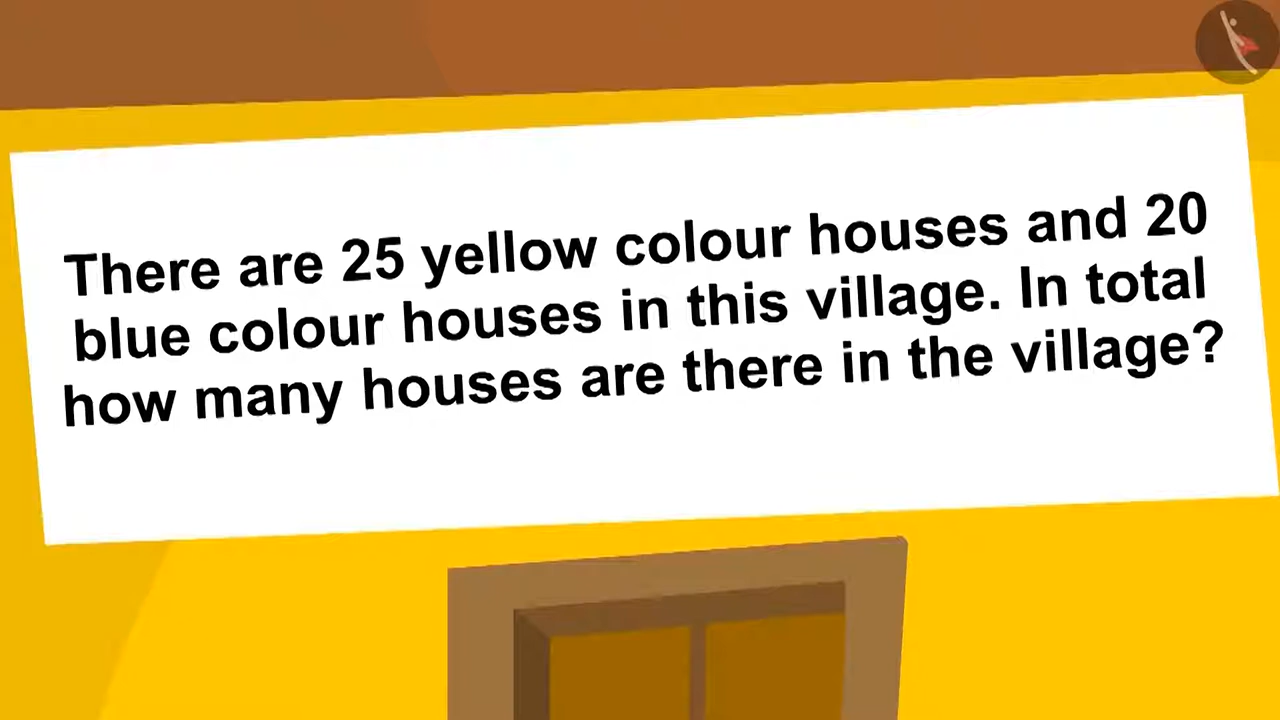 There are 25 yellow colour houses and 20
blue colour houses in this village. In total
how many houses are there in the village?